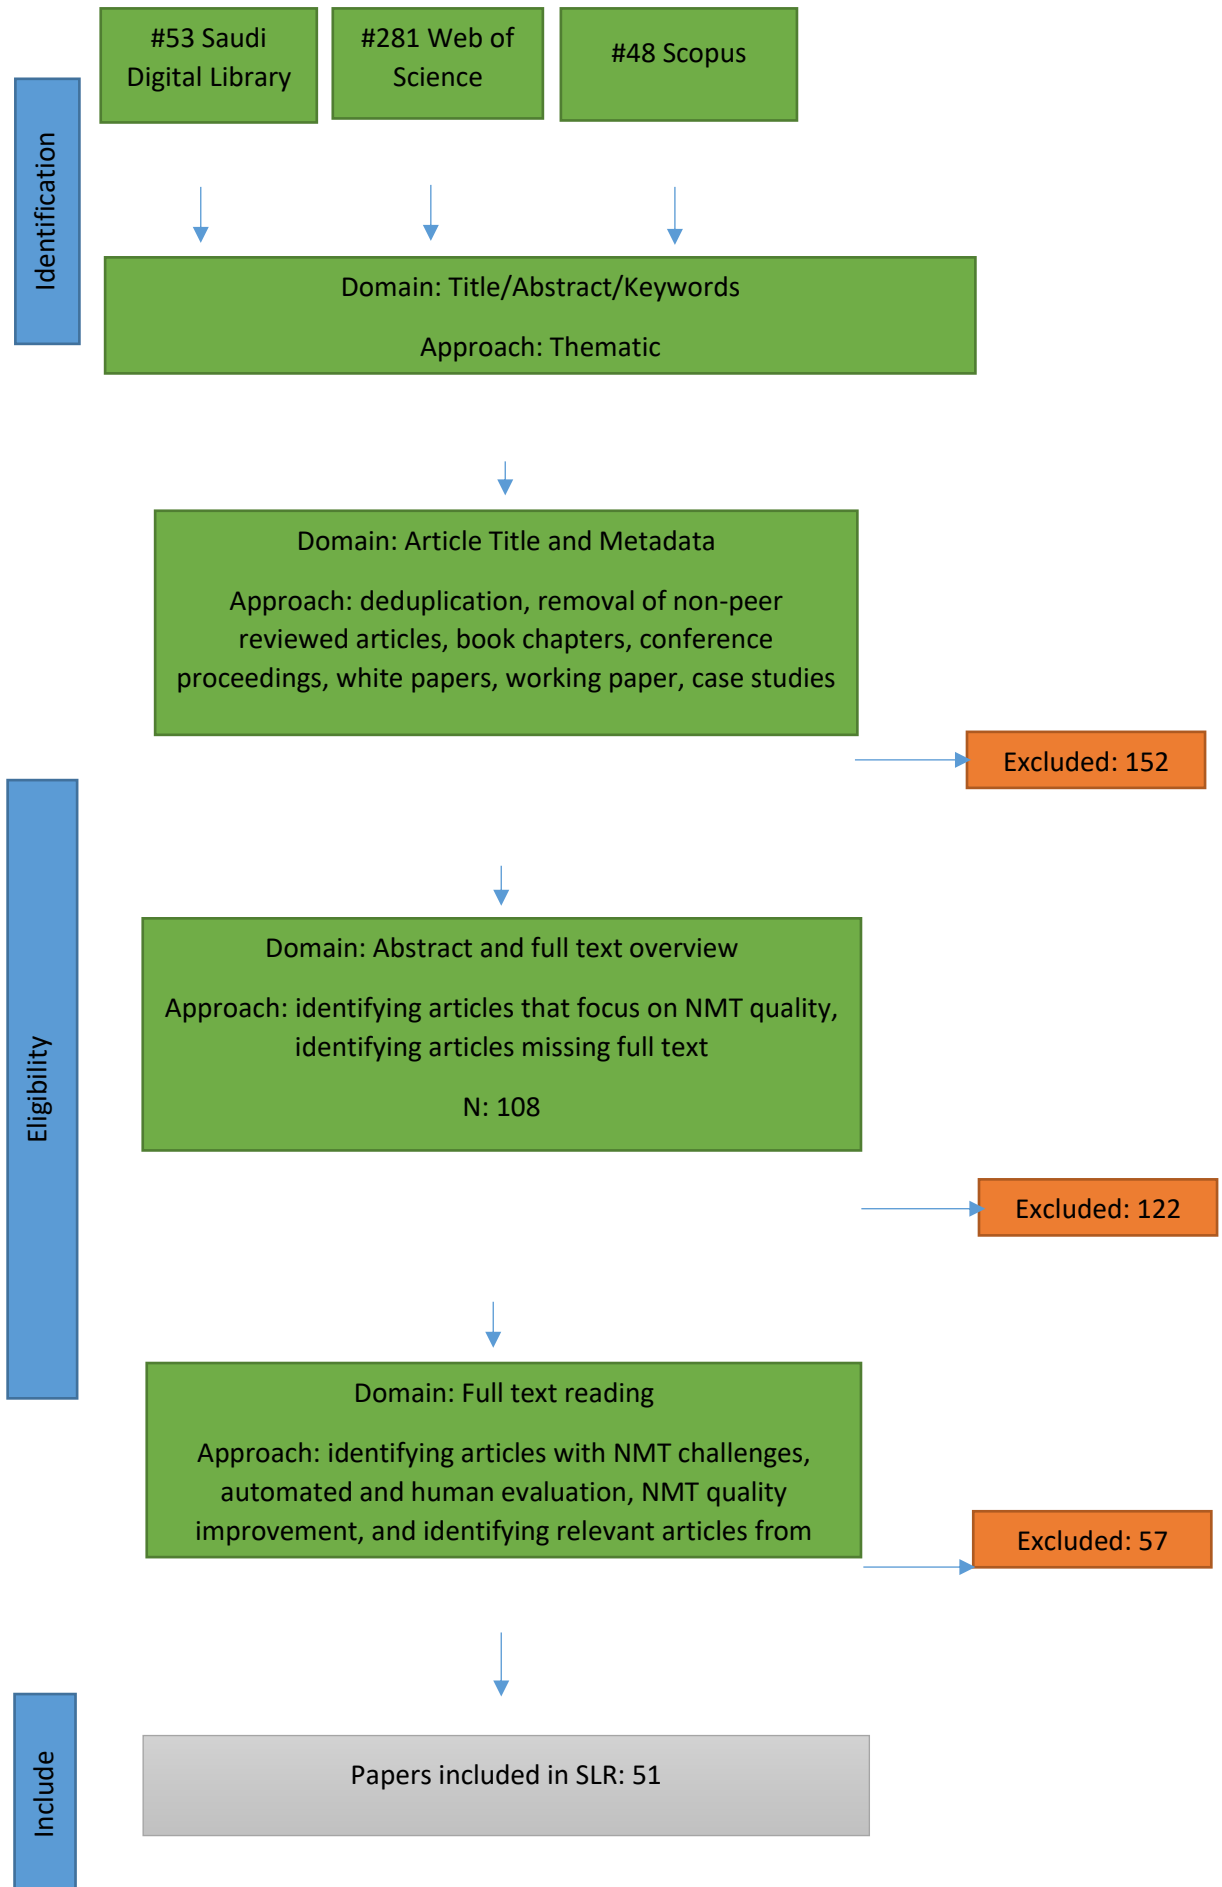 #53 Saudi
Digital Library
#281 Web of
Science
#48 Scopus
Identification
Domain: Title/Abstract/Keywords
Approach: Thematic
Domain: Article Title and Metadata
Approach: deduplication, removal of non-peer
reviewed articles, book chapters, conference
proceedings, white papers, working paper, case studies
Excluded: 152
Eligibility
Domain: Abstract and full text overview
Approach: identifying articles that focus on NMT quality,
identifying articles missing full text
N: 108
Excluded: 122
Domain: Full text reading
Approach: identifying articles with NMT challenges,
automated and human evaluation, NMT quality
improvement, and identifying relevant articles from
Excluded: 57
Include
Papers included in SLR: 51